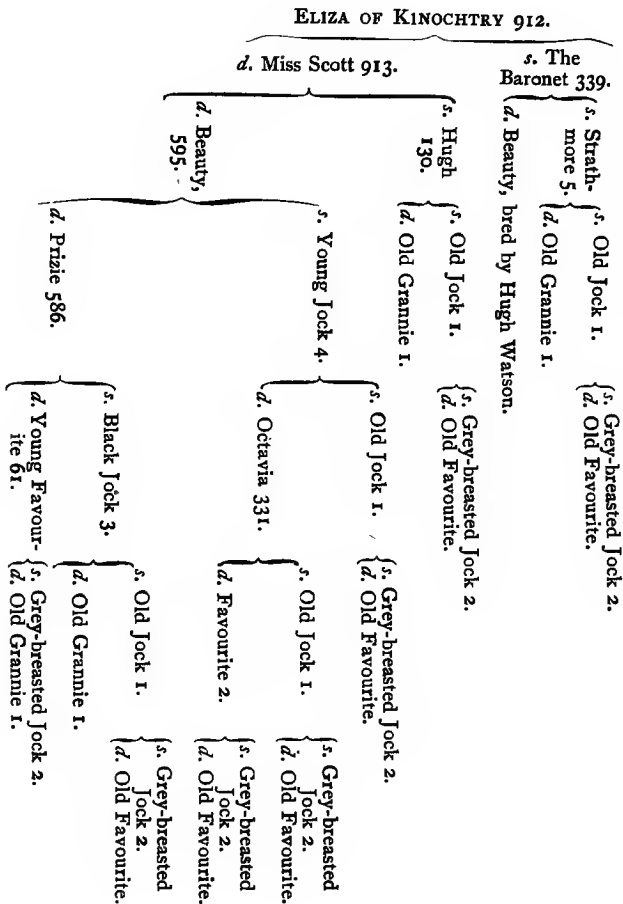 ELIZA OF KINOCHTRY 912.
s. The
Baronet 339.
s. Strath-
more 5.
s. Old Jock 1.
s. Grey-breasted Jock 2.
d. Old Favourite.
d. Old Grannie 1.
d. Beauty, bred by Hugh Watson.
d. Miss Scott 913.
s. Hugh
130.
s. Old Jock 1.
s. Grey-breasted Jock 2.
d. Old Favourite.
d. Old Grannie 1.
d. Beauty,
595.
s. Young Jock 4.
s. Old Jock 1.
s. Grey-breasted Jock 2.
d. Old Favourite.
d. Octavia 331.
s. Old Jock 1.
s. Grey-breasted
Jock 2.
d. Old Favourite.
d. Favourite 2.
s. Grey-breasted
Jock 2.
d. Old Favourite.
d. Prizie 586.
s. Black Jock 3.
s. Old Jock 1.
s. Grey-breasted
Jock 2.
d. Old Favourite.
d. Old Grannie 1.
d. Young Favour-
ite 61.
s. Grey-breasted Jock 2.
d. Old Grannie 1.